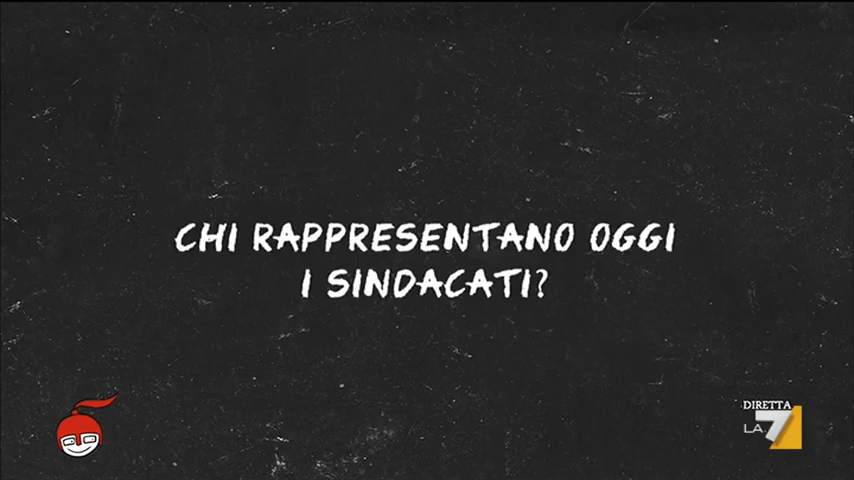 CHI RAPPRESENTANO OGGI
I SINDACATI?
DIRETTA
LA 7